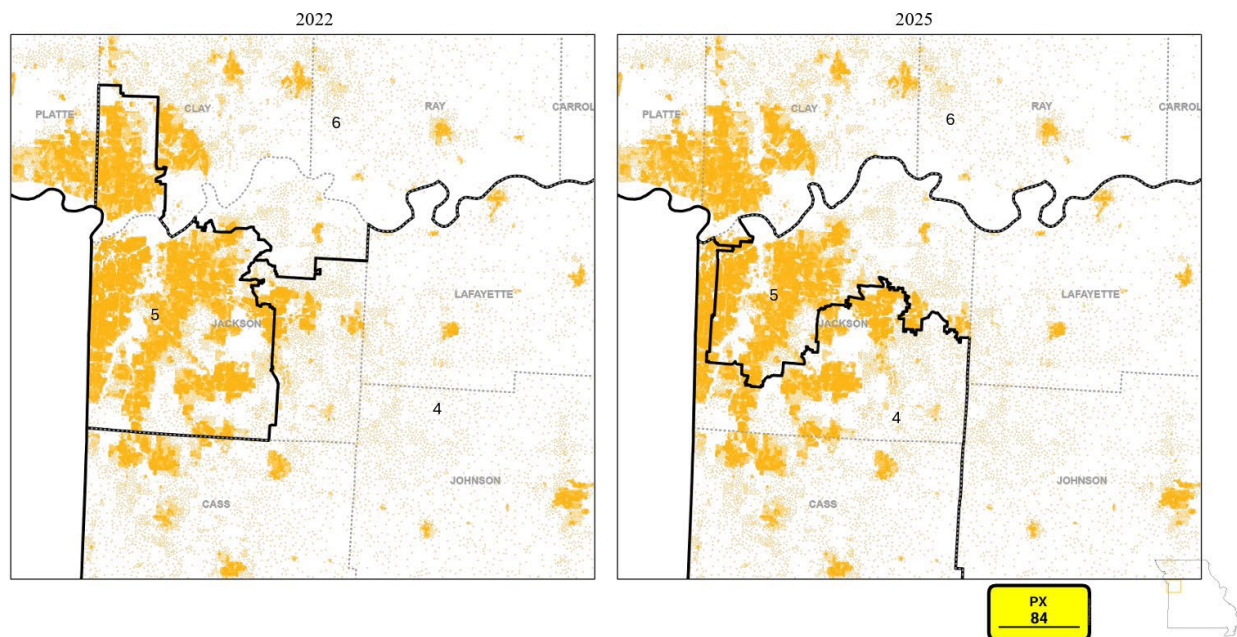 2022
PLATTE
CLAY
RAY
CARROL
6
LAFAYETTE
5
JACKSON
4
CASS
JOHNSON
2025
PLATTE
CLAY
RAY
CARROL
6
LAFAYETTE
5
JACKSON
4
CASS
JOHNSON
PX
84